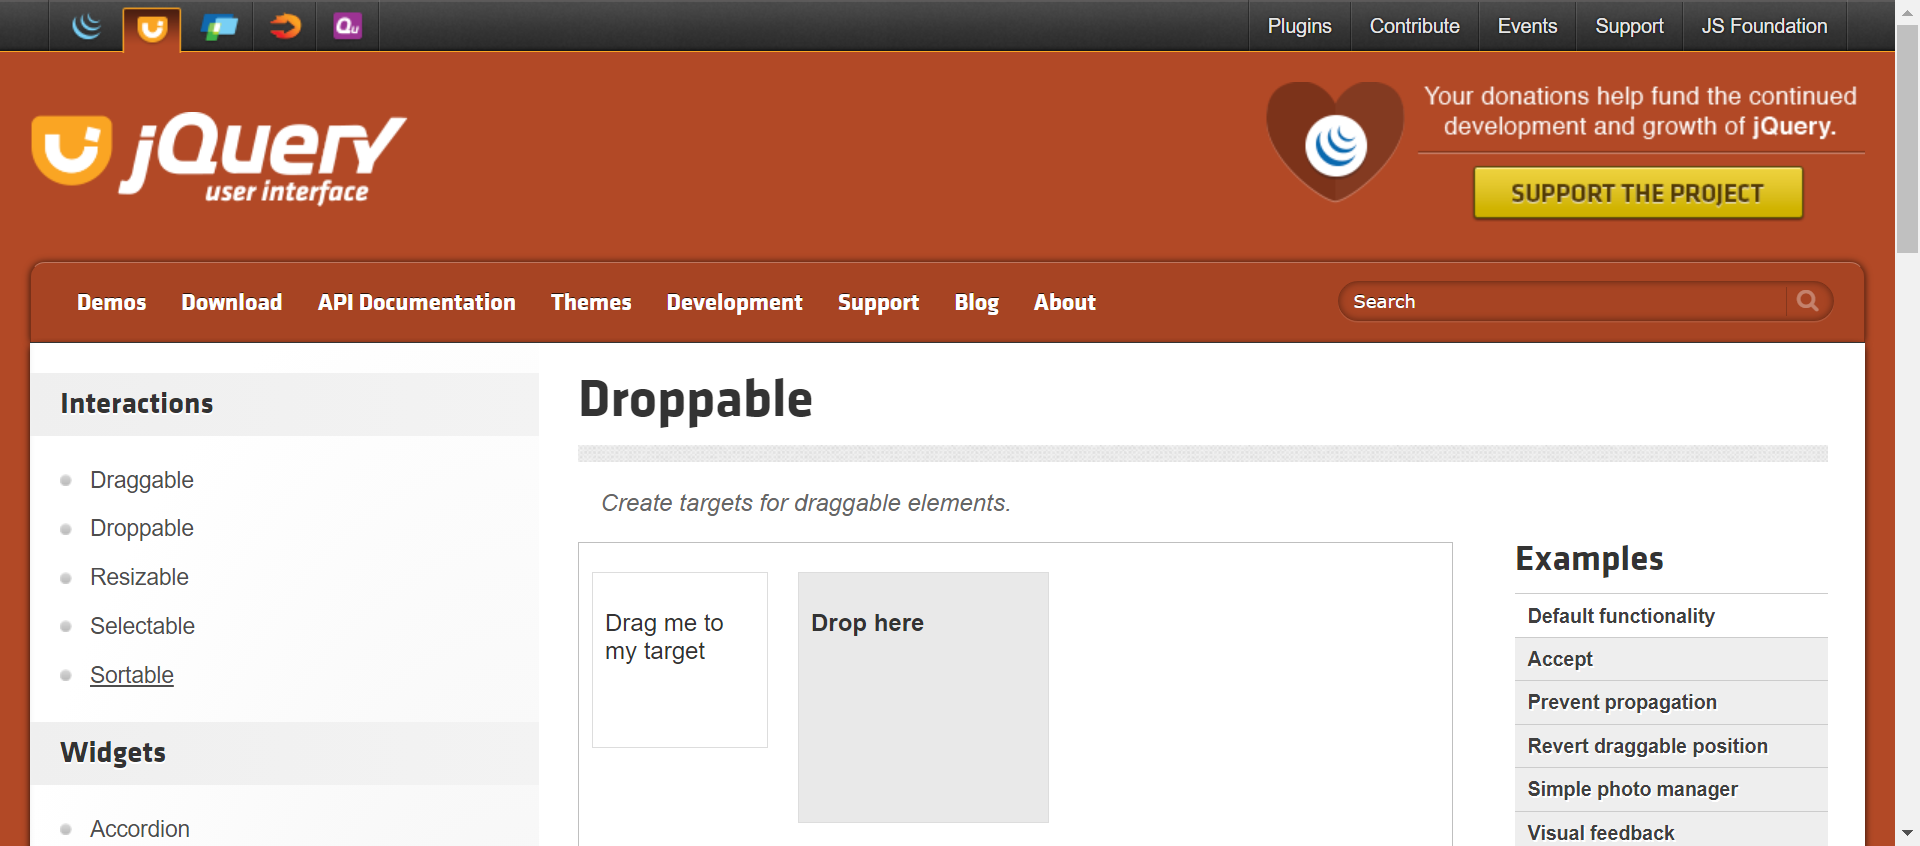 Qu
Plugins
Contribute
Events
Support
JS Foundation
jQuery
user interface
Your donations help fund the continued
development and growth of jQuery.
SUPPORT THE PROJECT
Demos
Download
API Documentation
Themes
Development
Support
Blog
About
Search
Interactions
Draggable
Droppable
Resizable
Selectable
Sortable
Widgets
Accordion
Droppable
Create targets for draggable elements.
Drag me to
my target
Drop here
Examples
Default functionality
Accept
Prevent propagation
Revert draggable position
Simple photo manager
Visual feedback